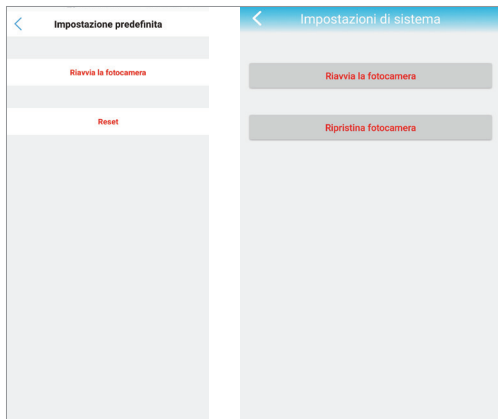 Impostazione predefinita
Riavvia la fotocamera
Reset
Impostazioni di sistema
Riavvia la fotocamera
Ripristina fotocamera